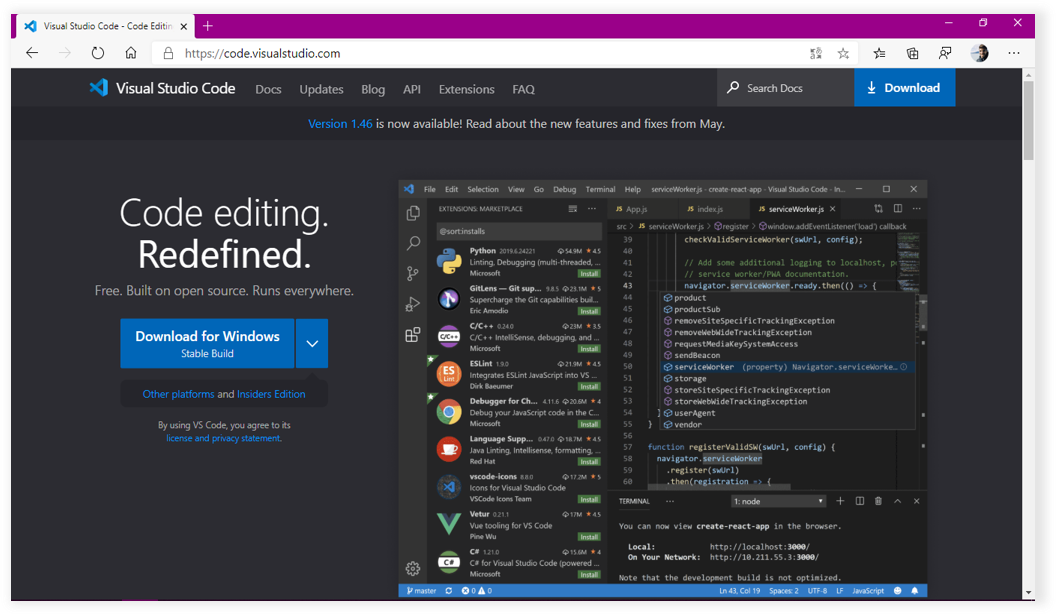 Visual Studio Code - Code Editin
https://code.visualstudio.com
Visual Studio Code Docs Updates Blog API Extensions FAQ Search Docs Download
Version 1.46 is now available! Read about the new features and fixes from May.
Code editing.
Redefined.
Free. Built on open source. Runs everywhere.
Download for Windows
Stable Build
Other platforms and Insiders Edition
By using VS Code, you agree to its
license and privacy statement.
File Edit Selection View Go Debug Terminal Help serviceWorker.js - create-react-app - Visual Studio Code - In...
EXTENSIONS: MARKETPLACE ...
@sort:installs
Python 2019.6.24221 54.9M 4.5
Linting, Debugging (multi-threaded, ...
Microsoft Install
GitLens — Git sup... 9.8.5 23.1M 5
Supercharge the Git capabilities buil...
Eric Amodio Install
C/C++ 0.24.0 23M 3.5
C/C++ IntelliSense, debugging, and ...
Microsoft Install
ESLint 1.9.0 21.9M 4.5
Integrates ESLint JavaScript into VS ...
Dirk Baeumer Install
Debugger for Ch... 4.11.6 20.6M 4
Debug your JavaScript code in the C...
Microsoft Install
Language Supp... 0.47.0 18.7M 4.5
Java Linting, Intellisense, formatting, ...
Red Hat Install
vscode-icons 8.8.0 17.2M 5
Icons for Visual Studio Code
VSCode Icons Team Install
Vetur 0.21.1 17M 4.5
Vue tooling for VS Code
Pine Wu Install
C# 1.21.0 15.6M 4
C# for Visual Studio Code (powered ...
Microsoft Install
JS App.js JS index.js JS serviceWorker.js ...
src > JS serviceWorker.js > register > window.addEventListener('load') callback
39 checkValidServiceWorker(swUrl, config);
40
41 // Add some additional logging to localhost, p
42 // service worker/PWA documentation.
43 navigator.serviceWorker.ready.then(() => {
44 product
45 productSub
46 removeSiteSpecificTrackingException
47 removeWebWideTrackingException
48 requestMediaKeySystemAccess
49 sendBeacon
50 serviceWorker (property) Navigator.serviceWorke...
51 storage
52 storeSiteSpecificTrackingException
53 storeWebWideTrackingException
54 } userAgent
55 } vendor
56
57 function registerValidSW(swUrl, config) {
58 navigator.serviceWorker
59 .register(swUrl)
60 .then(registration => {
TERMINAL ... 1: node
You can now view create-react-app in the browser.
Local: http://localhost:3000/
On Your Network: http://10.211.55.3:3000/
Note that the development build is not optimized.
master 0 0 Ln 43, Col 19 Spaces: 2 UTF-8 LF JavaScript